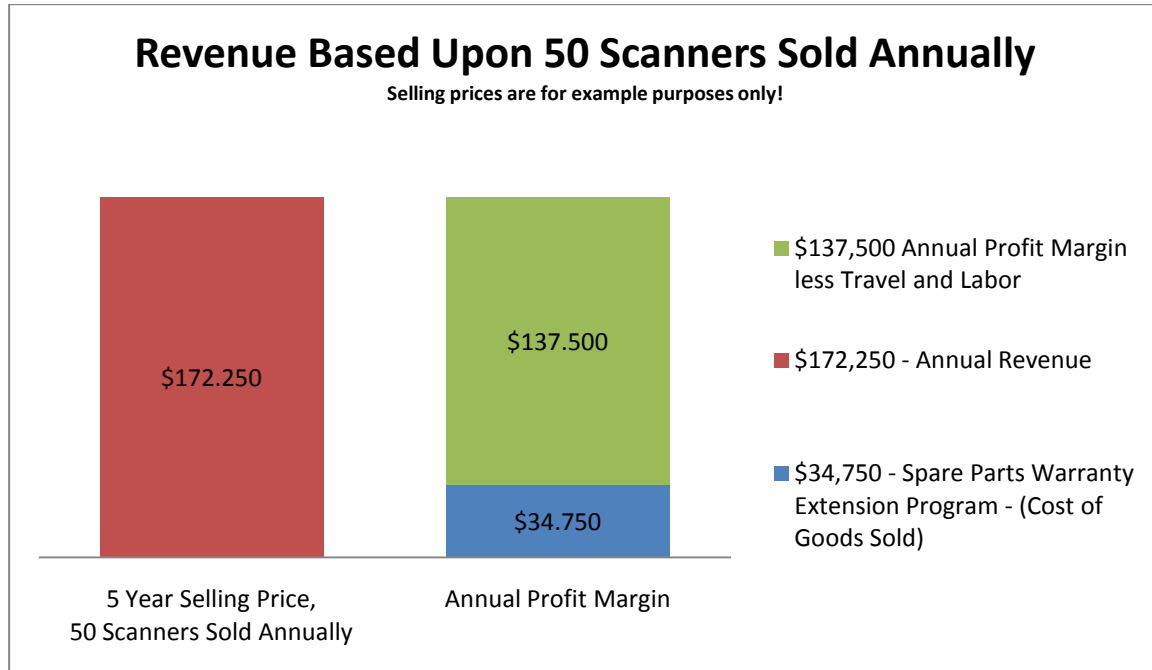 Revenue Based Upon 50 Scanners Sold Annually
Selling prices are for example purposes only!
$172.250
$137.500
$34.750
5 Year Selling Price,
50 Scanners Sold Annually
Annual Profit Margin
$137,500 Annual Profit Margin
less Travel and Labor
$172,250 - Annual Revenue
$34,750 - Spare Parts Warranty
Extension Program - (Cost of
Goods Sold)